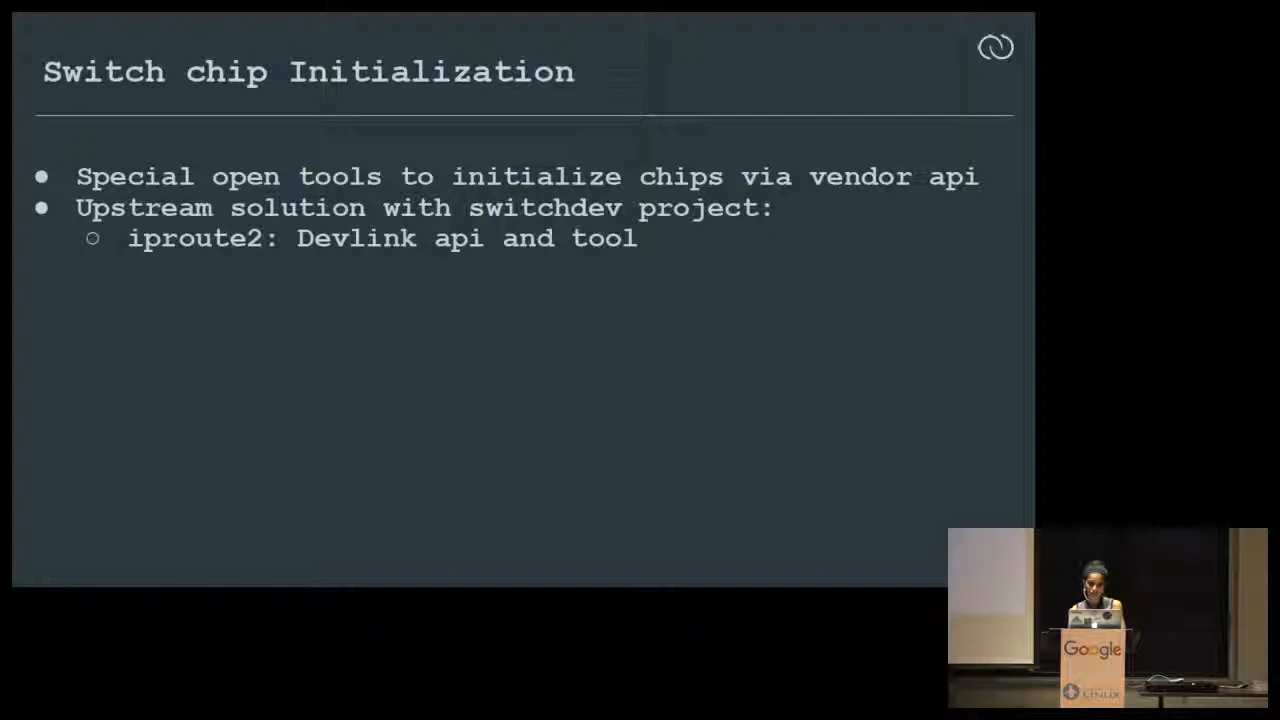 Switch chip Initialization
● Special open tools to initialize chips via vendor api
● Upstream solution with switchdev project:
○ iproute2: Devlink api and tool
Google
LINUX